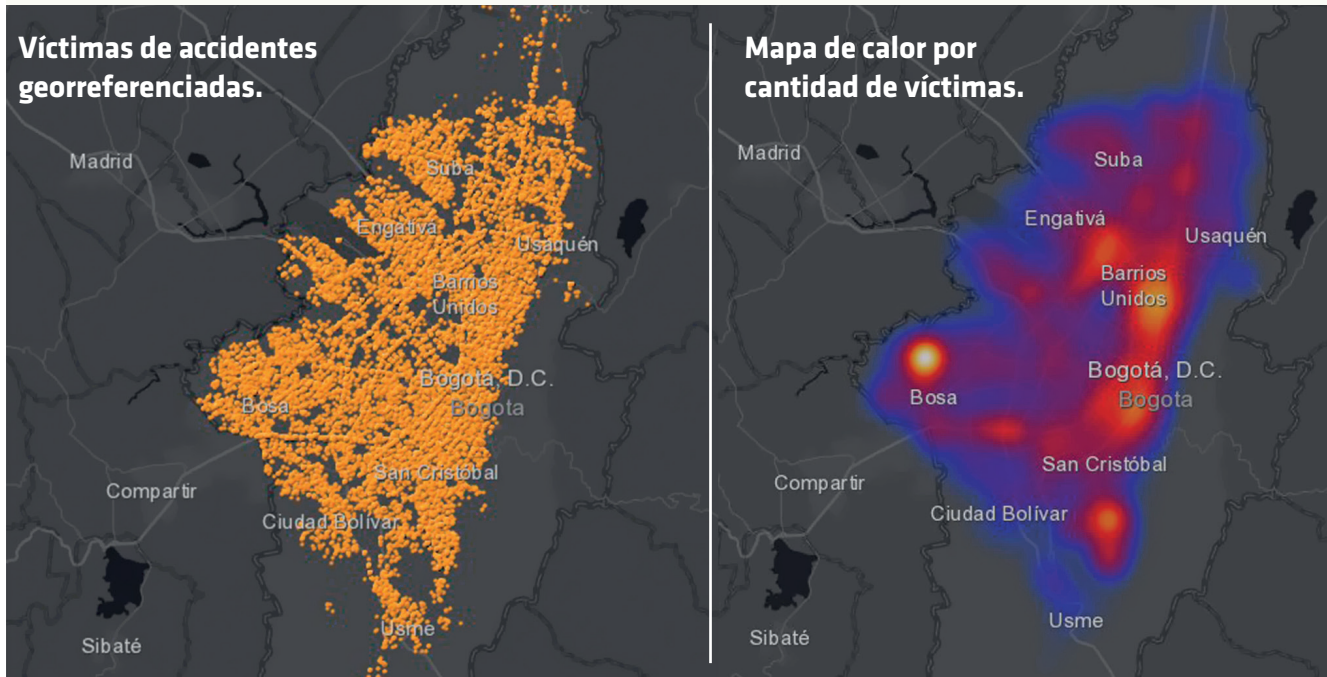 Víctimas de accidentes
georreferenciadas.
Madrid
Suba
Engativá
Usaquén
Barrios
Unidos
Bogotá, D.C.
Bogota
Bosa
San Cristóbal
Compartir
Ciudad Bolívar
Usme
Sibaté
Mapa de calor por
cantidad de víctimas.
Madrid
Suba
Engativá
Usaquén
Barrios
Unidos
Bogotá, D.C.
Bogota
Bosa
San Cristóbal
Compartir
Ciudad Bolívar
Usme
Sibaté